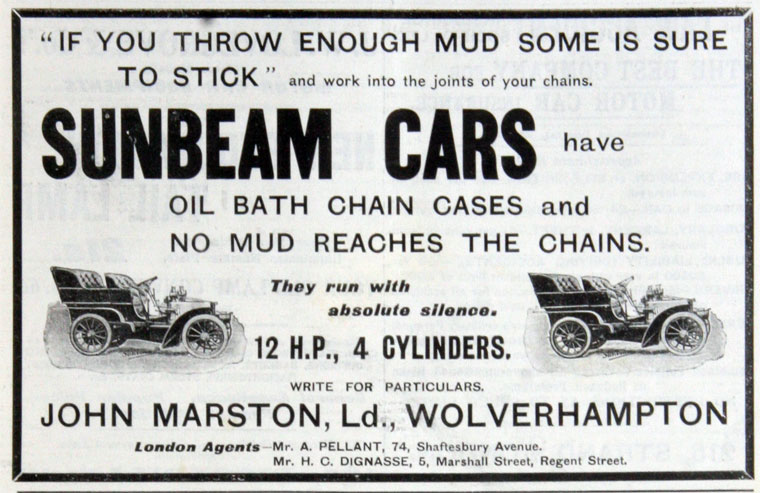 "IF YOU THROW ENOUGH MUD SOME IS SURE
TO STICK" and work into the joints of your chains.
SUNBEAM CARS have
OIL BATH CHAIN CASES and
NO MUD REACHES THE CHAINS.
They run with
absolute silence.
12 H.P., 4 CYLINDERS.
WRITE FOR PARTICULARS.
JOHN MARSTON, Ld., WOLVERHAMPTON
London Agents—Mr. A. PELLANT, 74, Shaftesbury Avenue.
Mr. H. C. DIGNASSE, 5, Marshall Street, Regent Street.